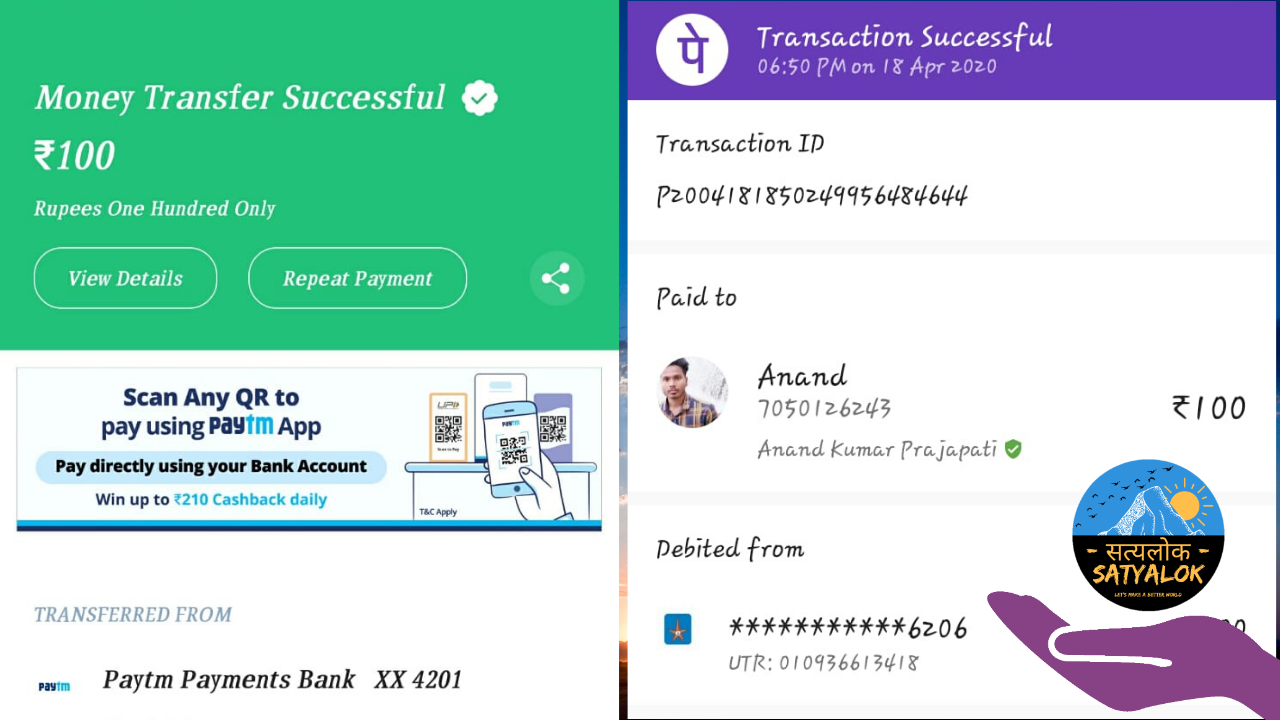 Money Transfer Successful
₹100
Rupees One Hundred Only
View Details
Repeat Payment
Scan Any QR to
pay using paytm App
Pay directly using your Bank Account
Win up to ₹210 Cashback daily
UPI
Scan to Pay
paytm
T&C Apply
TRANSFERRED FROM
paytm
Paytm Payments Bank XX 4201
पे
Transaction Successful
06:50 PM on 18 Apr 2020
Transaction ID
P2004181850249956484644
Paid to
Anand
7050126243
₹100
Anand Kumar Prajapati
Debited from
***********6206
UTR: 010936613418
- सत्यलोक -
SATYALOK
LET'S MAKE A BETTER WORLD